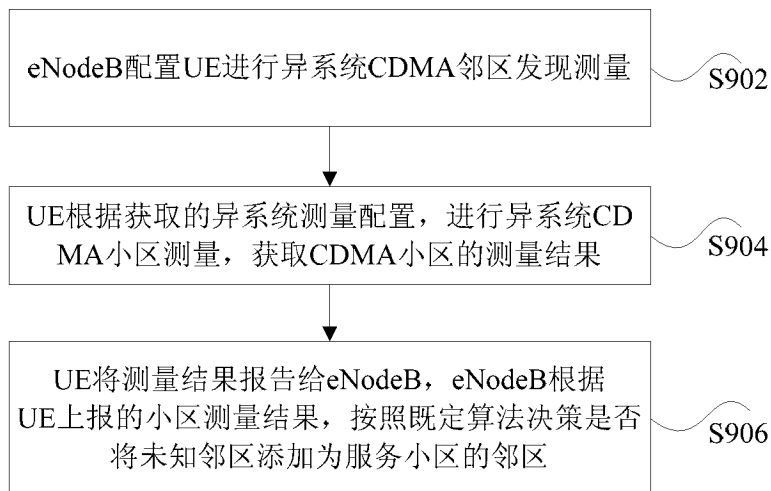 eNodeB配置UE进行异系统CDMA邻区发现测量
S902
UE根据获取的异系统测量配置，进行异系统CD
MA小区测量，获取CDMA小区的测量结果
S904
UE将测量结果报告给eNodeB，eNodeB根据
UE上报的小区测量结果，按照既定算法决策是否
将未知邻区添加为服务小区的邻区
S906